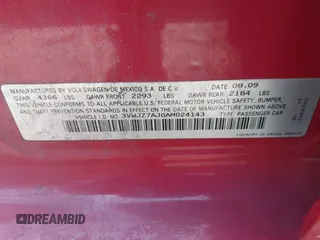 MFD BY VOLKSWAGEN DE MEXICO S.A. DE C.V. DATE 08.09
GVWR 4366 LBS GAWR FRONT 2293 LBS GAWR REAR 2184 LBS
THIS VEHICLE CONFORMS TO ALL APPLICABLE U.S. FEDERAL MOTOR VEHICLE SAFETY, BUMPER,
AND THEFT PREVENTION STANDARDS IN EFFECT ON THE DATE OF MANUFACTURE SHOWN ABOVE.
VEHICLE I.D. NO. 3VWJZ7AJ0AM024143 TYPE PASSENGER CAR
DREAMBID